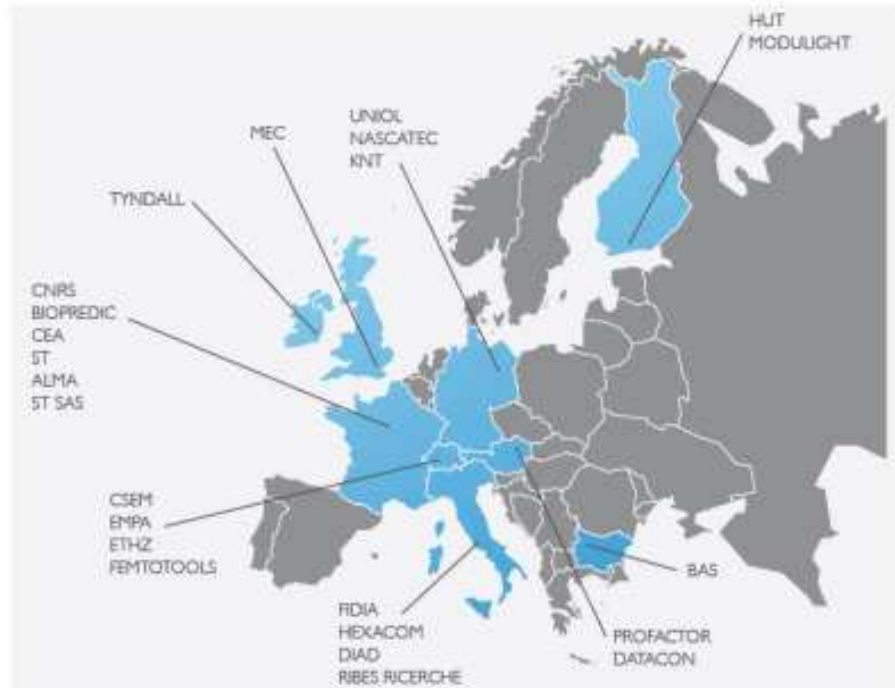 HUT
MODULIGHT
UNIOL
NASCATEC
KNT
MEC
TYNDALL
CNRS
BIOPREDIC
CEA
ST
ALMA
ST SAS
CSEM
EMPA
ETHZ
FEMTOTOOLS
BAS
FIDIA
HEXACOM
DIAD
RIBES RICERCHE
PROFACTOR
DATACON